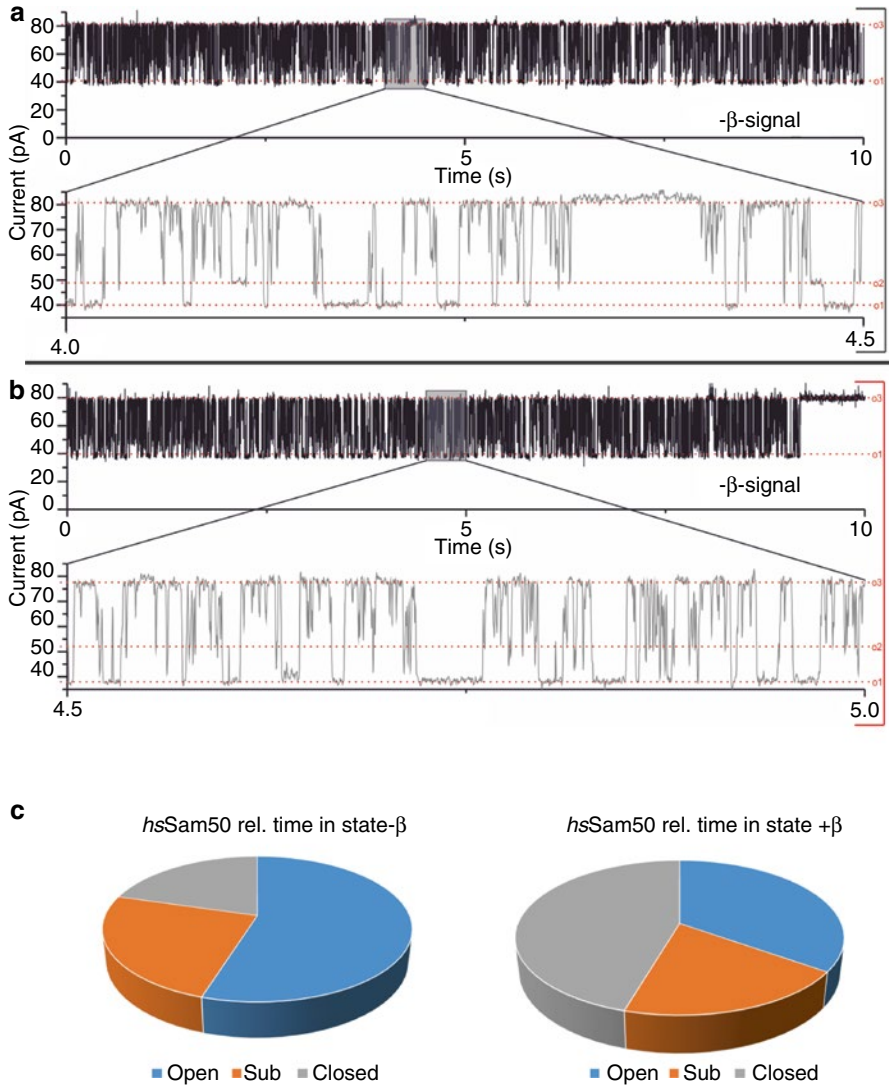 a
Current (pA)
80
60
40
20
0
o3
o1
-β-signal
0
5
10
Time (s)
80
70
60
50
40
o3
o2
o1
4.0
4.5
b
Current (pA)
80
60
40
20
0
o3
o1
-β-signal
0
5
10
Time (s)
80
70
60
50
40
o3
o2
o1
4.5
5.0
c
hsSam50 rel. time in state-β
hsSam50 rel. time in state +β
Open Sub Closed
Open Sub Closed